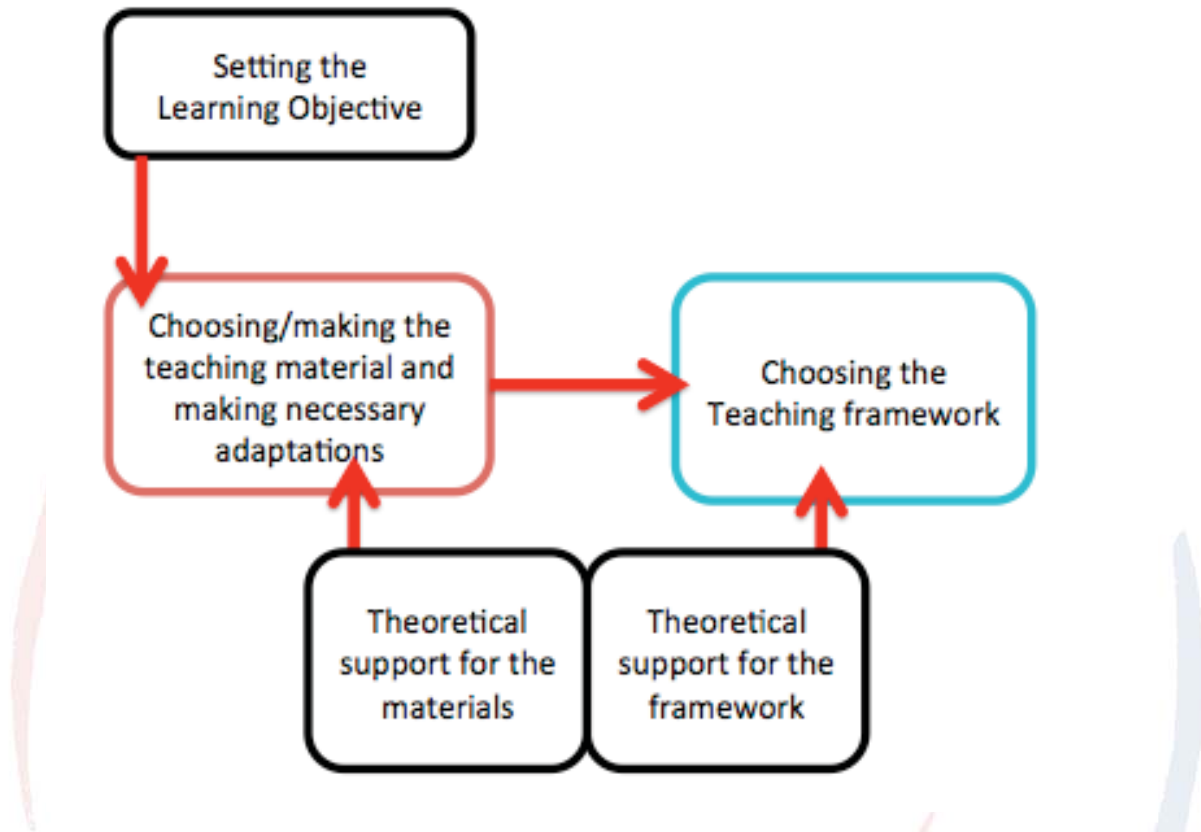 Setting the
Learning Objective
Choosing/making the
teaching material and
making necessary
adaptations
Choosing the
Teaching framework
Theoretical
support for the
materials
Theoretical
support for the
framework